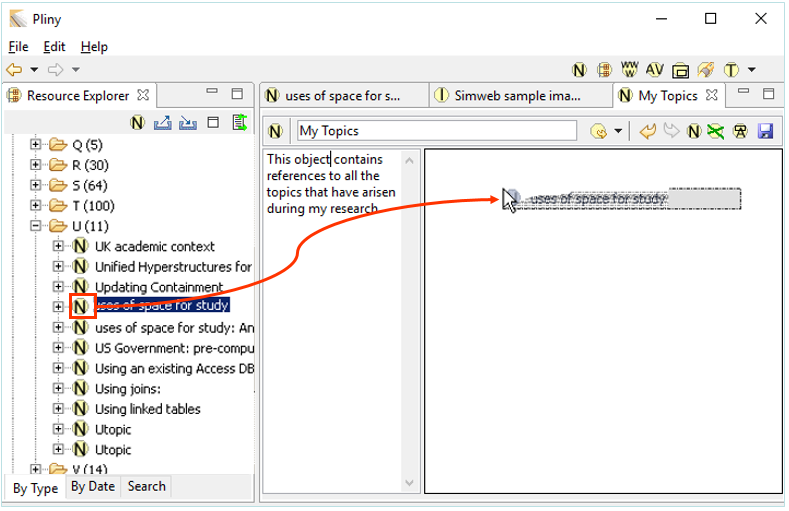 Pliny
File Edit Help
N WWW AV T
Resource Explorer
N uses of space for s...
I Simweb sample ima...
N My Topics
N
N My Topics N
Q (5)
R (30)
S (64)
T (100)
U (11)
N UK academic context
N Unified Hyperstructures for
N Updating Containment
N uses of space for study
N uses of space for study: An
N US Government: pre-compu
N Using an existing Access DB
N Using joins:
N Using linked tables
N Utopic
N Utopic
V (14)
By Type By Date Search
This object contains
references to all the
topics that have arisen
during my research
uses of space for study